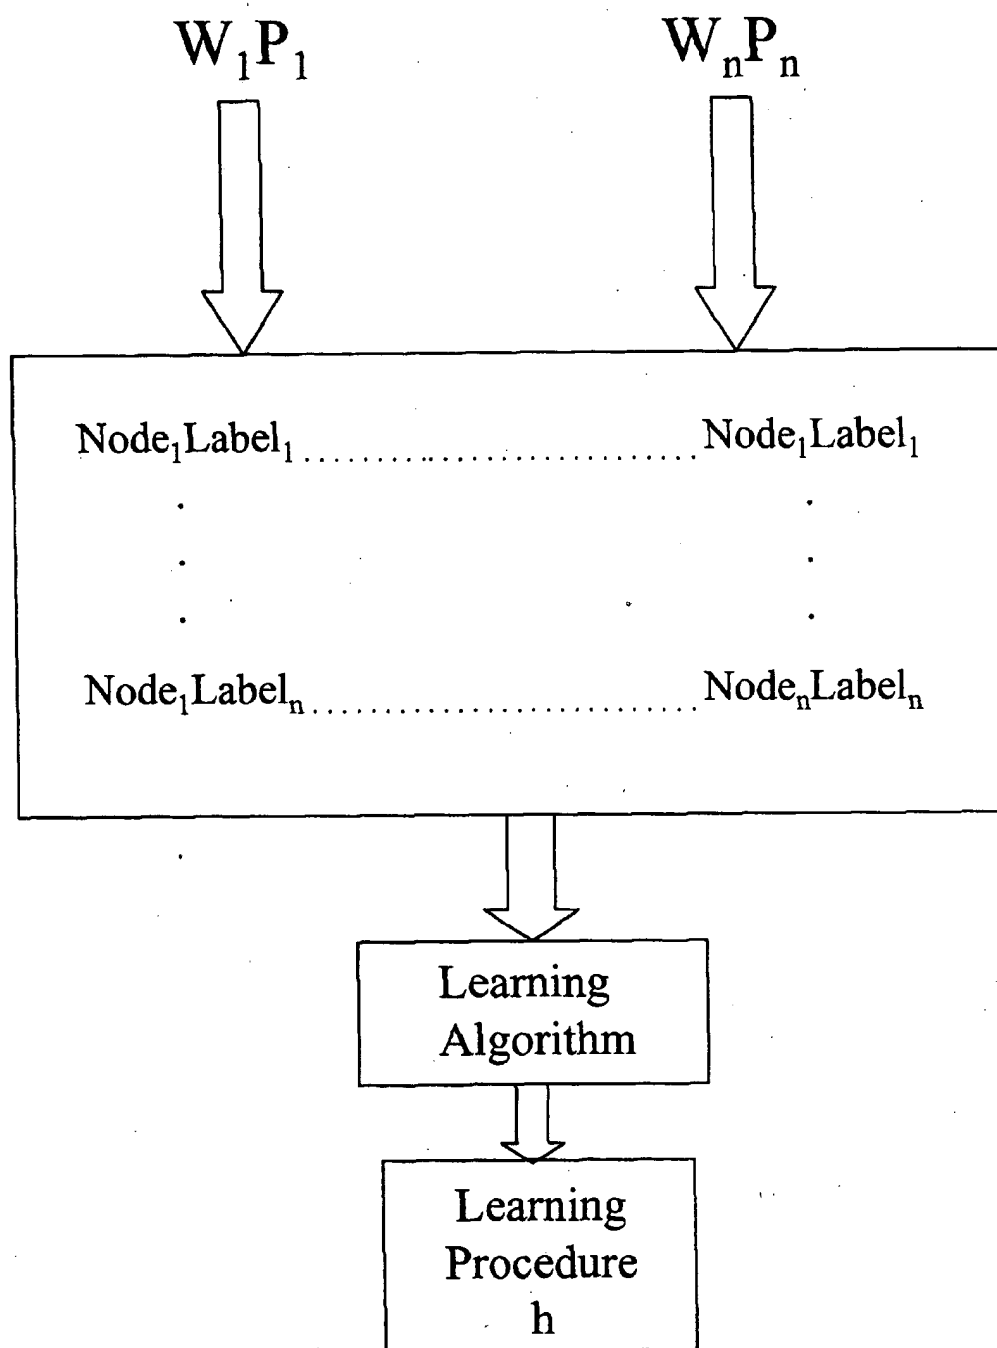 W₁P₁ WₙPₙ
Node₁Label₁ Node₁Label₁
Node₁Labelₙ NodeₙLabelₙ
Learning
Algorithm
Learning
Procedure
h